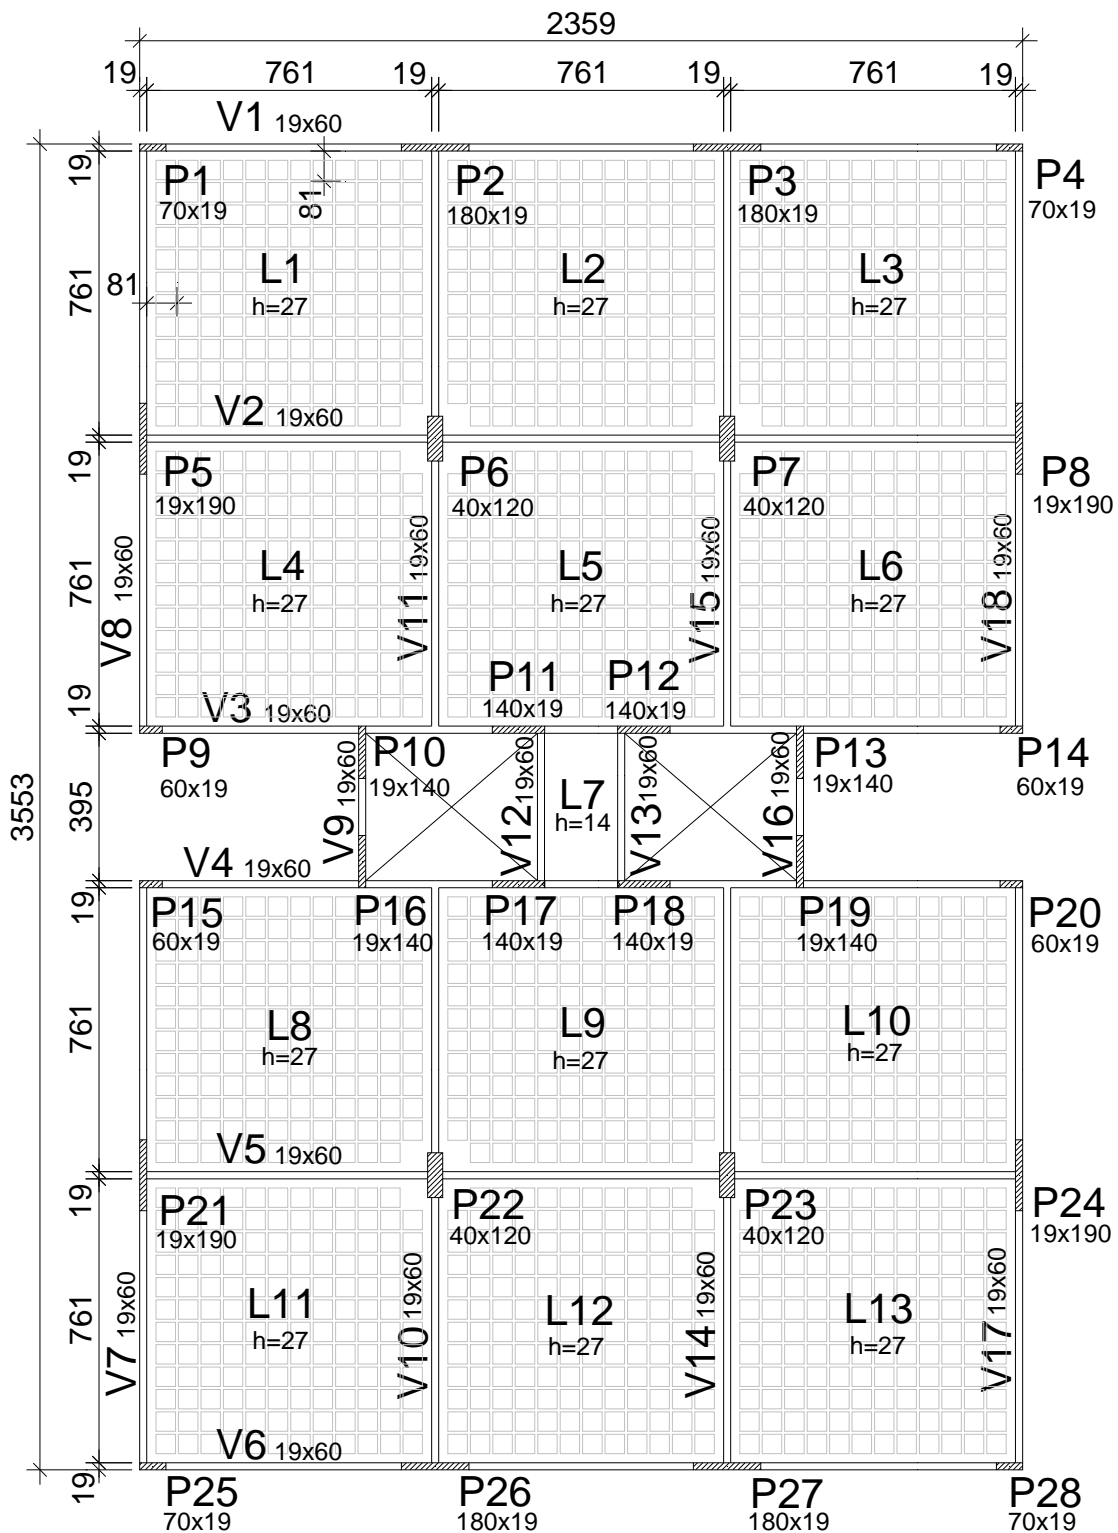 2359
19 761 19 761 19 761 19
V1 19x60
19
P1
70x19
81
P2
180x19
P3
180x19
P4
70x19
761
81
L1
h=27
L2
h=27
L3
h=27
V2 19x60
19
P5
19x190
P6
40x120
P7
40x120
P8
19x190
761
V8 19x60
L4
h=27
V11 19x60
L5
h=27
V15 19x60
L6
h=27
V18 19x60
P11
140x19
P12
140x19
19
V3 19x60
P9
60x19
V9 19x60
P10
19x140
V12 19x60
L7
h=14
V13 19x60
V16 19x60
P13
19x140
P14
60x19
3553
395
V4 19x60
19
P15
60x19
P16
19x140
P17
140x19
P18
140x19
P19
19x140
P20
60x19
761
L8
h=27
L9
h=27
L10
h=27
V5 19x60
19
P21
19x190
P22
40x120
P23
40x120
P24
19x190
761
V7 19x60
L11
h=27
V10 19x60
L12
h=27
V14 19x60
L13
h=27
V17 19x60
V6 19x60
19
P25
70x19
P26
180x19
P27
180x19
P28
70x19